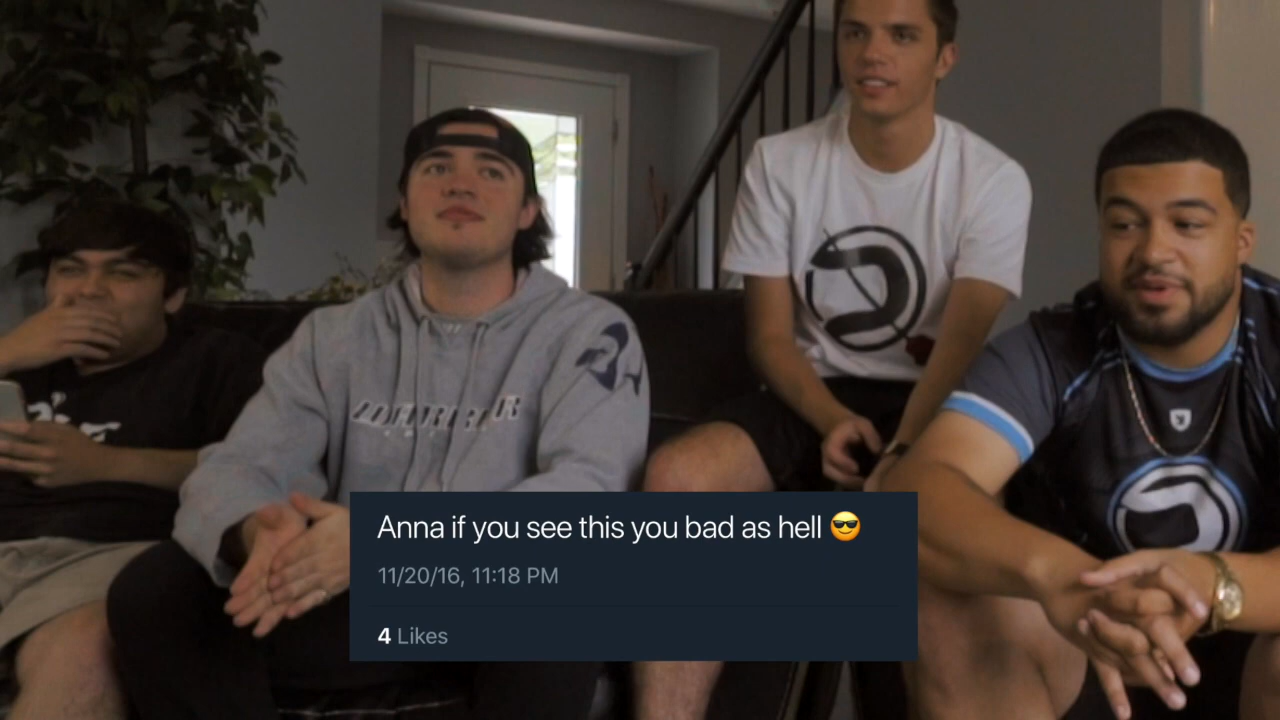 Anna if you see this you bad as hell 😎
11/20/16, 11:18 PM
4 Likes